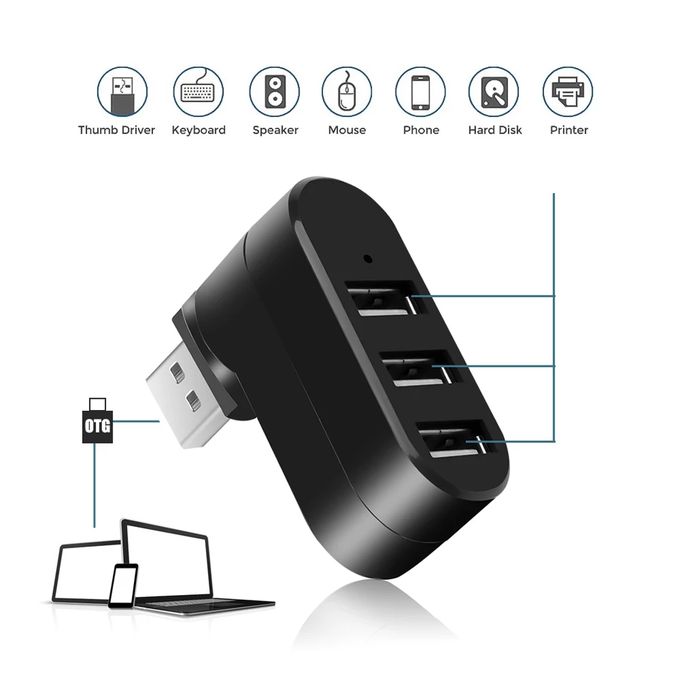 Thumb Driver
Keyboard
Speaker
Mouse
Phone
Hard Disk
Printer
OTG